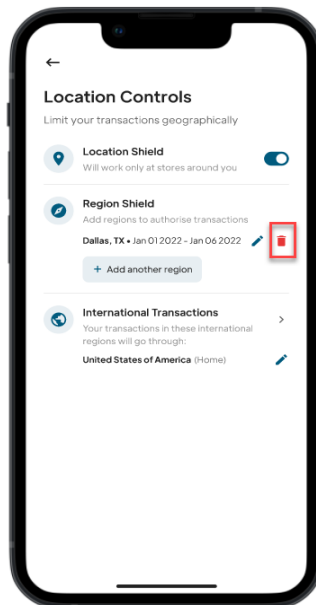 Location Controls
Limit your transactions geographically
Location Shield
Will work only at stores around you
Region Shield
Add regions to authorise transactions
Dallas, TX • Jan 01 2022 - Jan 06 2022
+ Add another region
International Transactions
Your transactions in these international
regions will go through:
United States of America (Home)